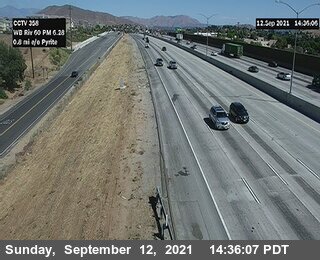 CCTV 358
WB Riv 60 PM 6.28
0.8 mi e/o Pyrite
12 Sep 2021 14:36:05
Sunday, September 12, 2021 14:36:07 PDT